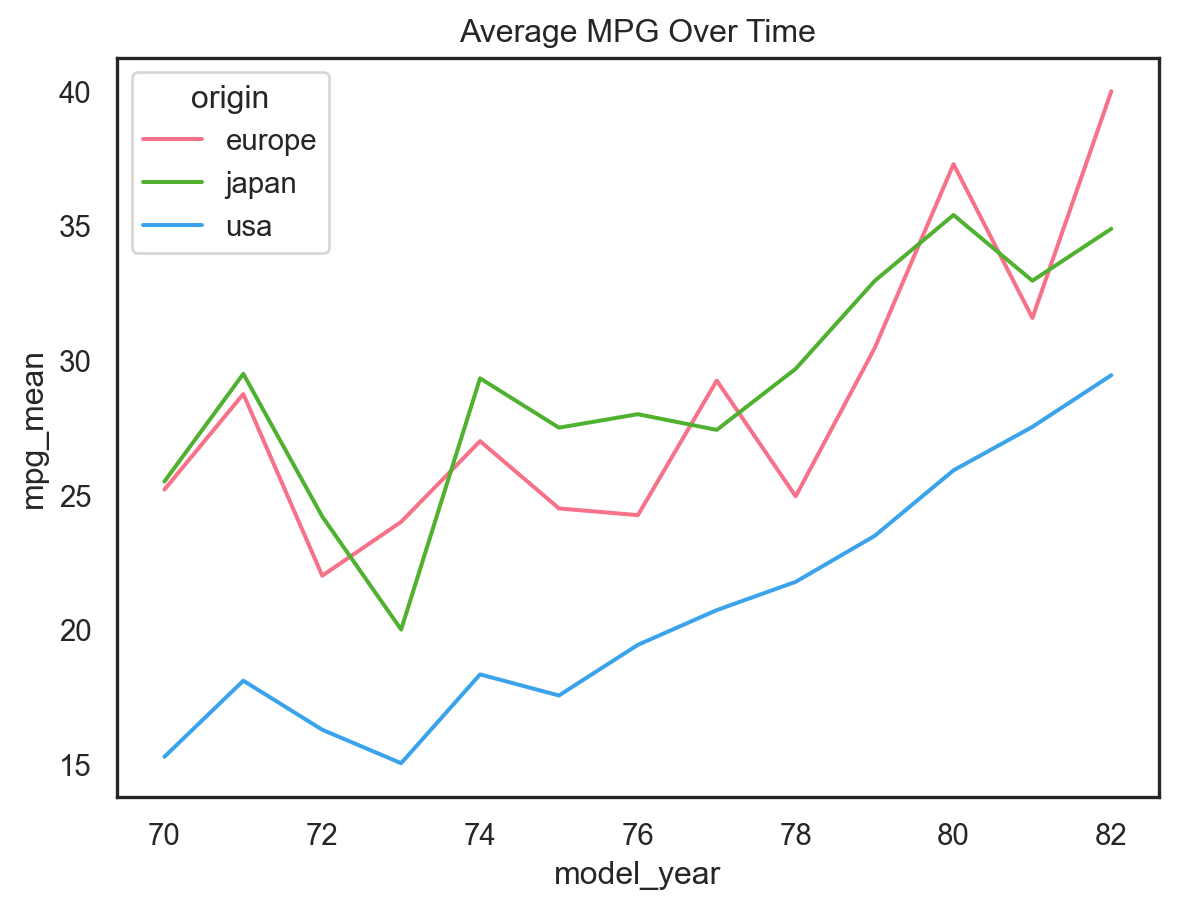 Average MPG Over Time
origin
europe
japan
usa
mpg_mean
40
35
30
25
20
15
70 72 74 76 78 80 82
model_year